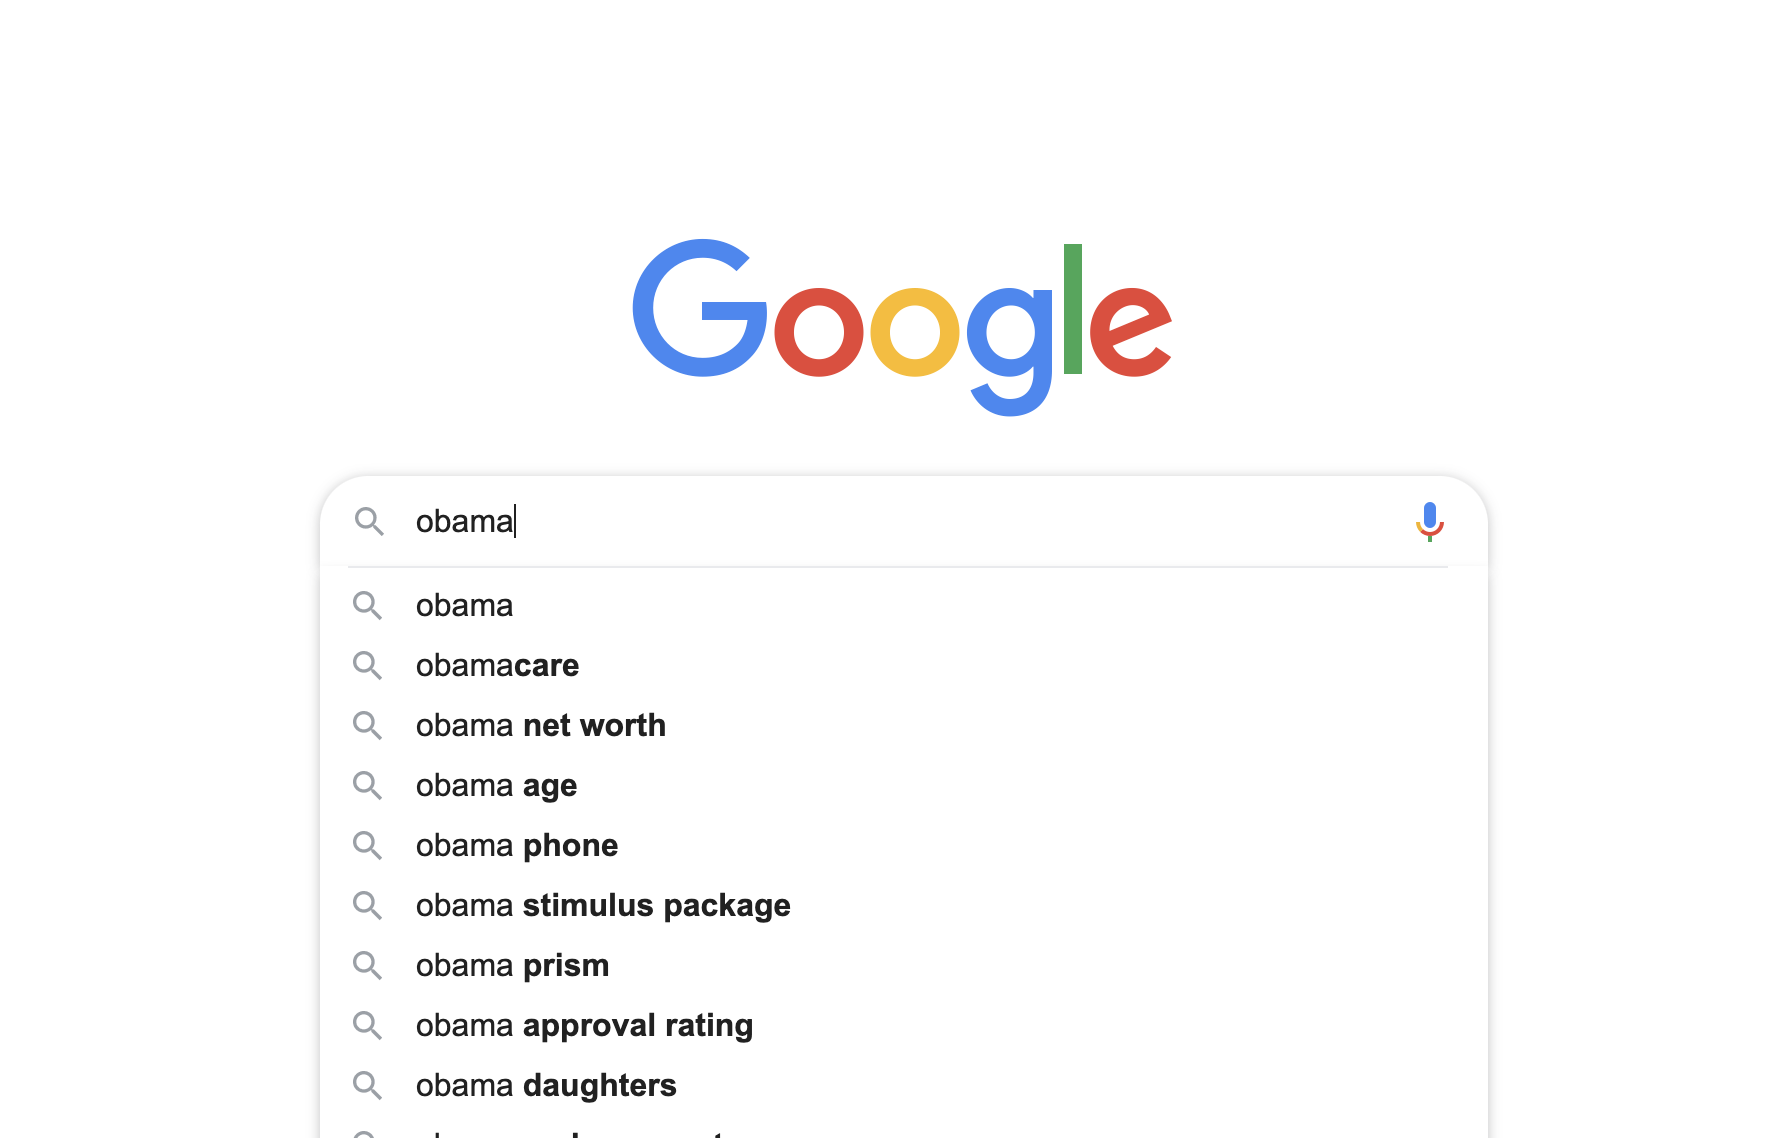 Google
obama
obama
obamacare
obama net worth
obama age
obama phone
obama stimulus package
obama prism
obama approval rating
obama daughters